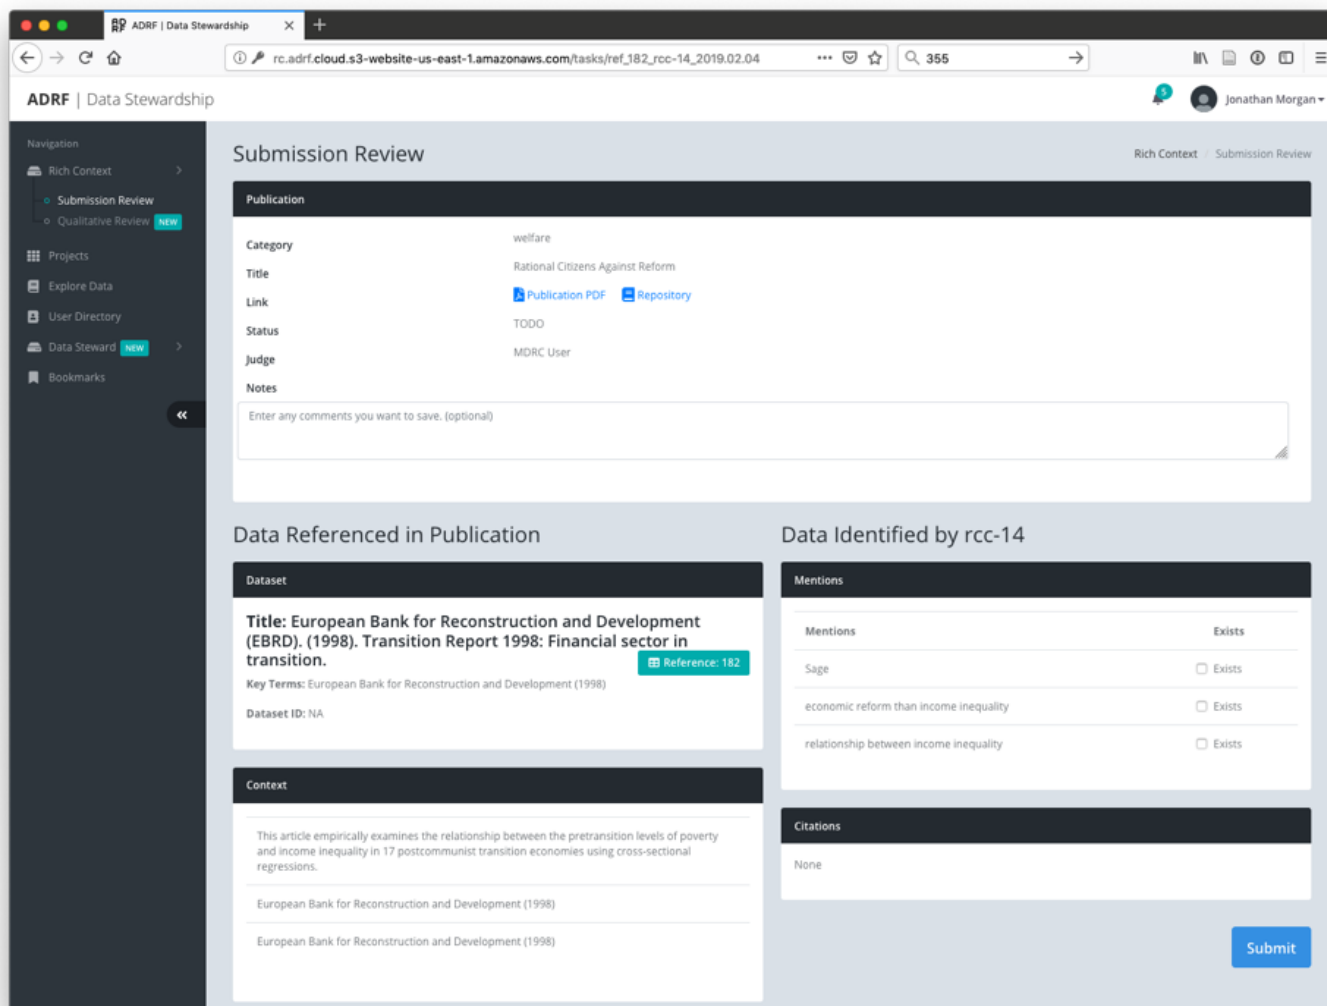 ADRF | Data Stewardship
rc.adrf.cloud.s3-website-us-east-1.amazonaws.com/tasks/ref_182_rcc-14_2019.02.04
355
ADRF | Data Stewardship
5
Jonathan Morgan
Navigation
Rich Context
Submission Review
Qualitative Review NEW
Projects
Explore Data
User Directory
Data Steward NEW
Bookmarks
Submission Review
Rich Context / Submission Review
Publication
Category welfare
Title Rational Citizens Against Reform
Link Publication PDF Repository
Status TODO
Judge MDRC User
Notes
Enter any comments you want to save. (optional)
Data Referenced in Publication
Dataset
Title: European Bank for Reconstruction and Development
(EBRD). (1998). Transition Report 1998: Financial sector in
transition.
Reference: 182
Key Terms: European Bank for Reconstruction and Development (1998)
Dataset ID: NA
Context
This article empirically examines the relationship between the pretransition levels of poverty
and income inequality in 17 postcommunist transition economies using cross-sectional
regressions.
European Bank for Reconstruction and Development (1998)
European Bank for Reconstruction and Development (1998)
Data Identified by rcc-14
Mentions
Mentions Exists
Sage Exists
economic reform than income inequality Exists
relationship between income inequality Exists
Citations
None
Submit